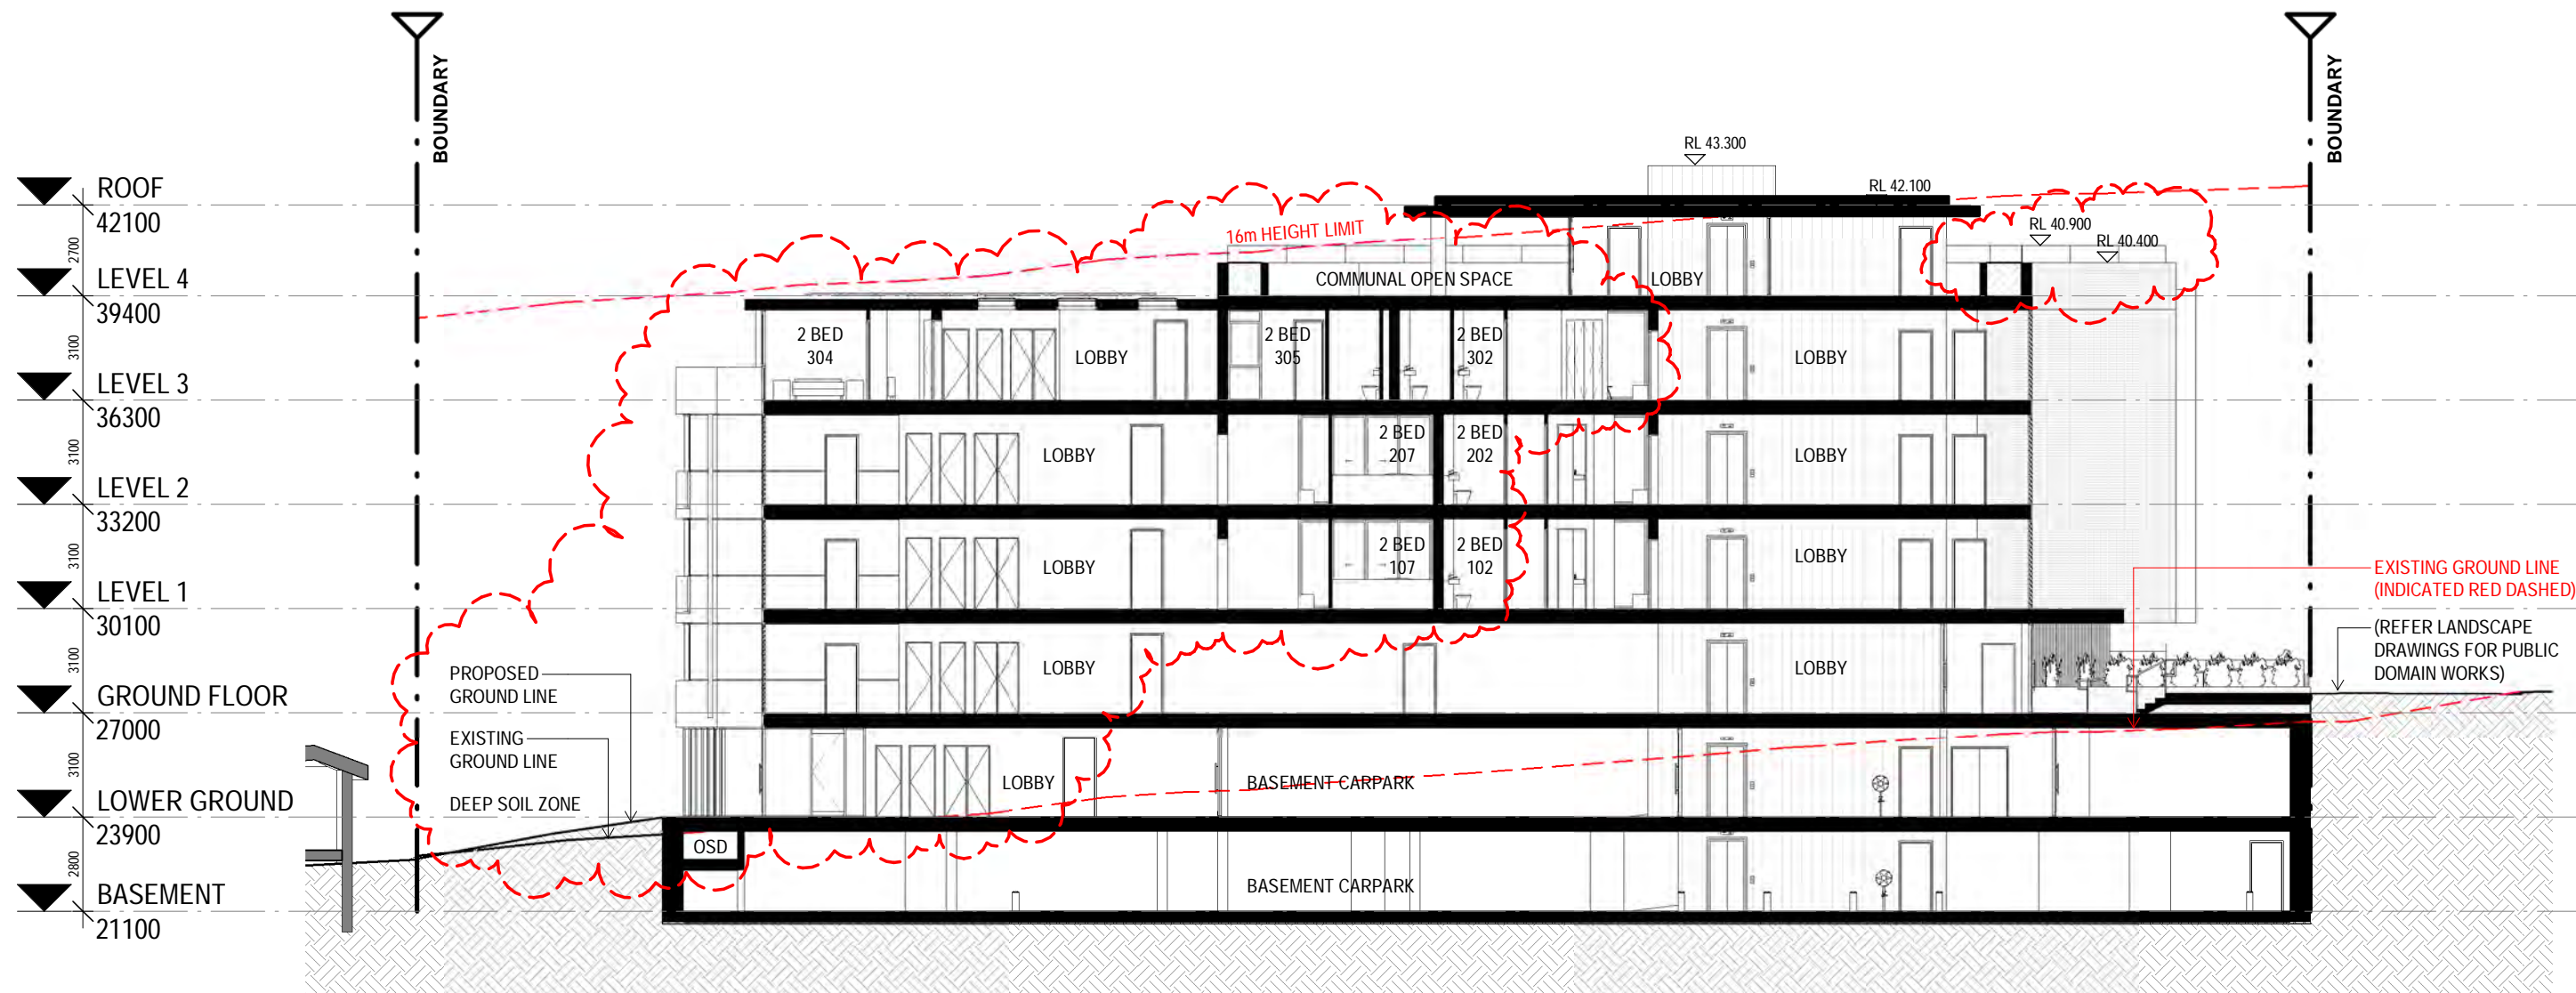 BOUNDARY
BOUNDARY
RL 43.300
RL 42.100
RL 40.900
RL 40.400
ROOF
42100
2700
16m HEIGHT LIMIT
LEVEL 4
39400
COMMUNAL OPEN SPACE
LOBBY
3100
2 BED
304
LOBBY
2 BED
305
2 BED
302
LOBBY
LEVEL 3
36300
3100
LOBBY
2 BED
207
2 BED
202
LOBBY
LEVEL 2
33200
3100
LOBBY
2 BED
107
2 BED
102
LOBBY
EXISTING GROUND LINE
(INDICATED RED DASHED)
LEVEL 1
30100
(REFER LANDSCAPE
DRAWINGS FOR PUBLIC
DOMAIN WORKS)
3100
LOBBY
LOBBY
PROPOSED
GROUND LINE
GROUND FLOOR
27000
EXISTING
GROUND LINE
3100
LOBBY
BASEMENT CARPARK
DEEP SOIL ZONE
LOWER GROUND
23900
OSD
2800
BASEMENT CARPARK
BASEMENT
21100